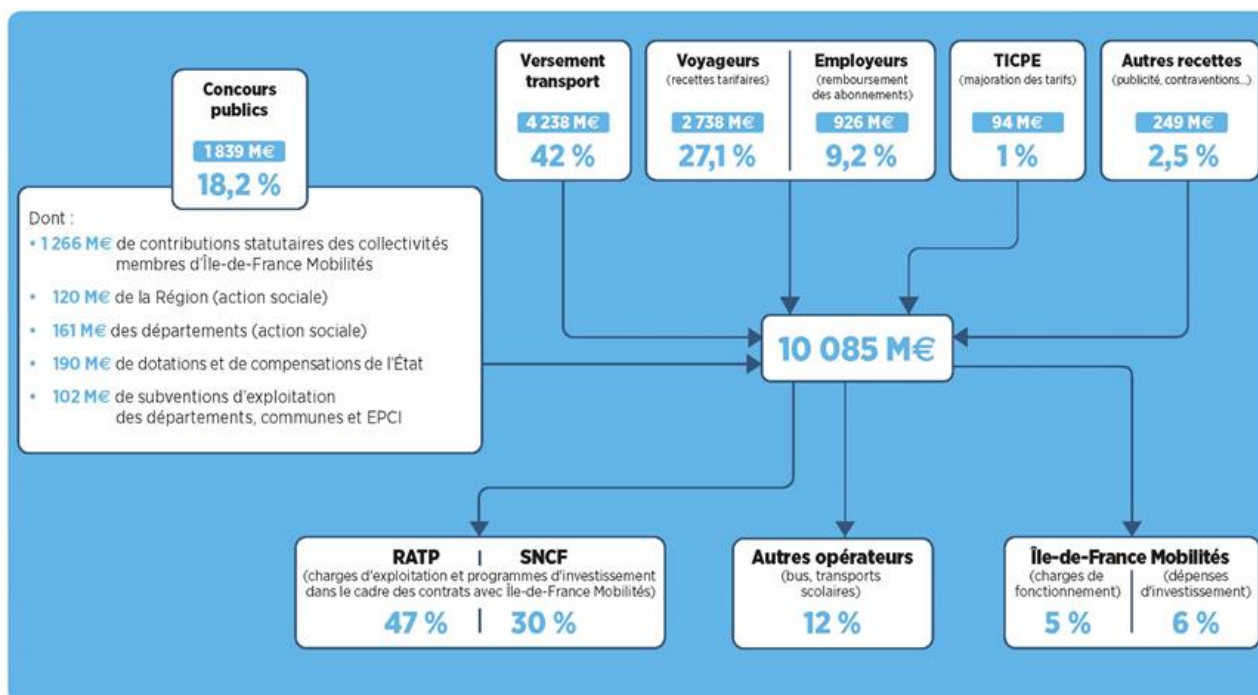 Concours
publics
1 839 M€
18,2 %
Dont :
• 1 266 M€ de contributions statutaires des collectivités
membres d'Île-de-France Mobilités
• 120 M€ de la Région (action sociale)
• 161 M€ des départements (action sociale)
• 190 M€ de dotations et de compensations de l'État
• 102 M€ de subventions d'exploitation
des départements, communes et EPCI
Versement
transport
4 238 M€
42 %
Voyageurs
(recettes tarifaires)
2 738 M€
27,1 %
Employeurs
(remboursement
des abonnements)
926 M€
9,2 %
TICPE
(majoration des tarifs)
94 M€
1 %
Autres recettes
(publicité, contraventions...)
249 M€
2,5 %
10 085 M€
RATP | SNCF
(charges d'exploitation et programmes d'investissement
dans le cadre des contrats avec Île-de-France Mobilités)
47 % | 30 %
Autres opérateurs
(bus, transports
scolaires)
12 %
Île-de-France Mobilités
(charges de
fonctionnement)
5 %
(dépenses
d'investissement)
6 %